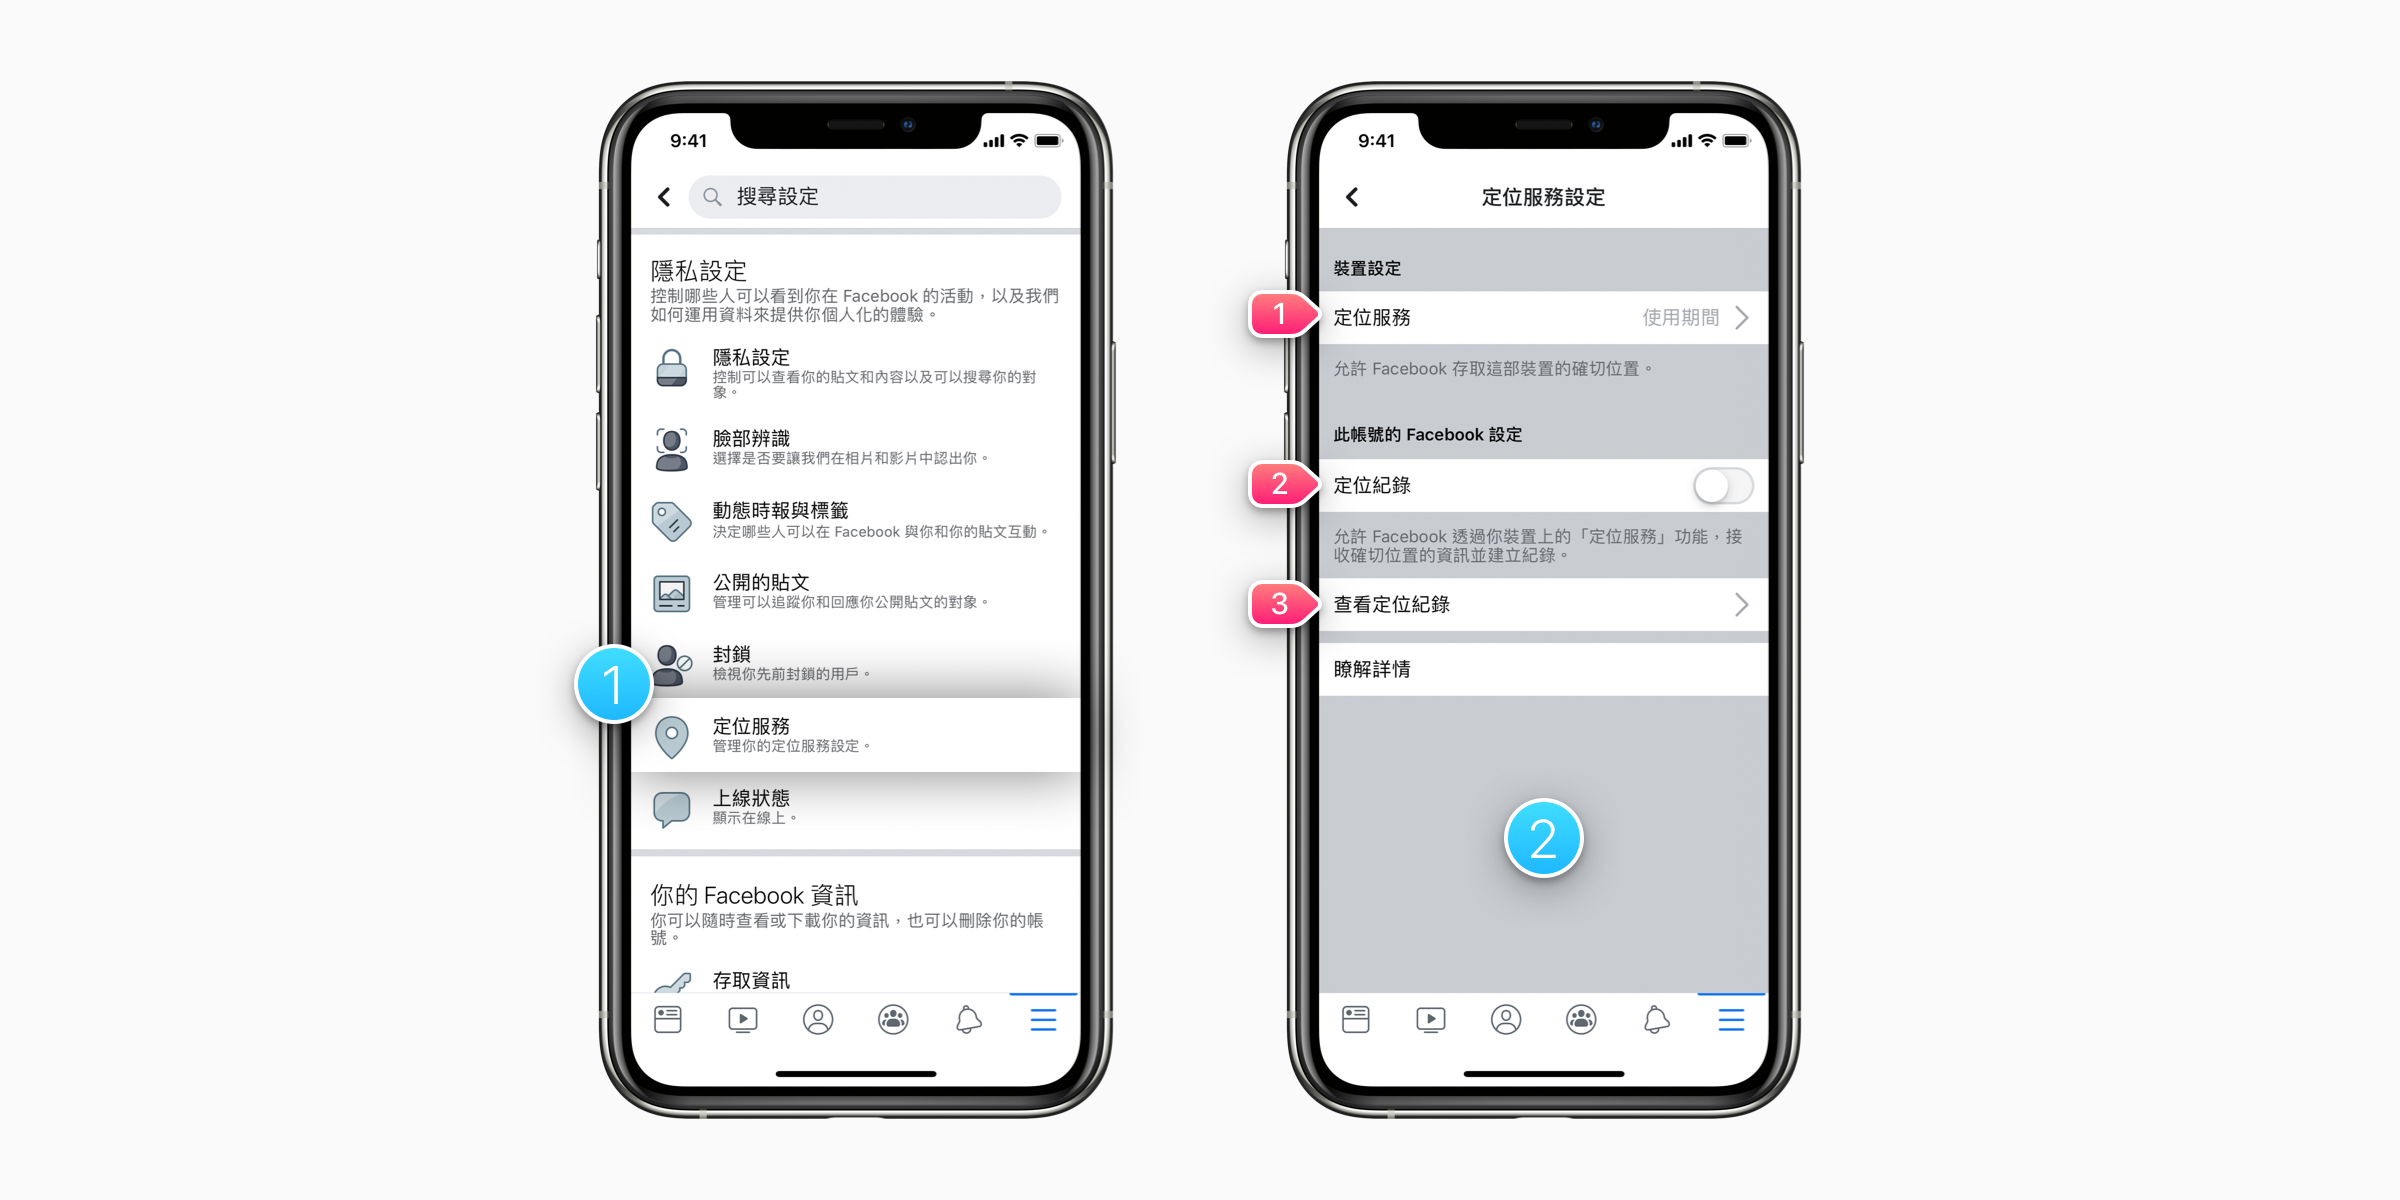 9:41
搜尋設定
隱私設定
控制哪些人可以看到你在 Facebook 的活動，以及我們
如何運用資料來提供你個人化的體驗。
隱私設定
控制可以查看你的貼文和內容以及可以搜尋你的對
象。
臉部辨識
選擇是否要讓我們在相片和影片中認出你。
動態時報與標籤
決定哪些人可以在 Facebook 與你和你的貼文互動。
公開的貼文
管理可以追蹤你和回應你公開貼文的對象。
封鎖
檢視你先前封鎖的用戶。
1
定位服務
管理你的定位服務設定。
上線狀態
顯示在線上。
你的 Facebook 資訊
你可以隨時查看或下載你的資訊，也可以刪除你的帳
號。
存取資訊
9:41
定位服務設定
裝置設定
1
定位服務
使用期間
允許 Facebook 存取這部裝置的確切位置。
此帳號的 Facebook 設定
2
定位紀錄
允許 Facebook 透過你裝置上的「定位服務」功能，接
收確切位置的資訊並建立紀錄。
3
查看定位紀錄
瞭解詳情
2